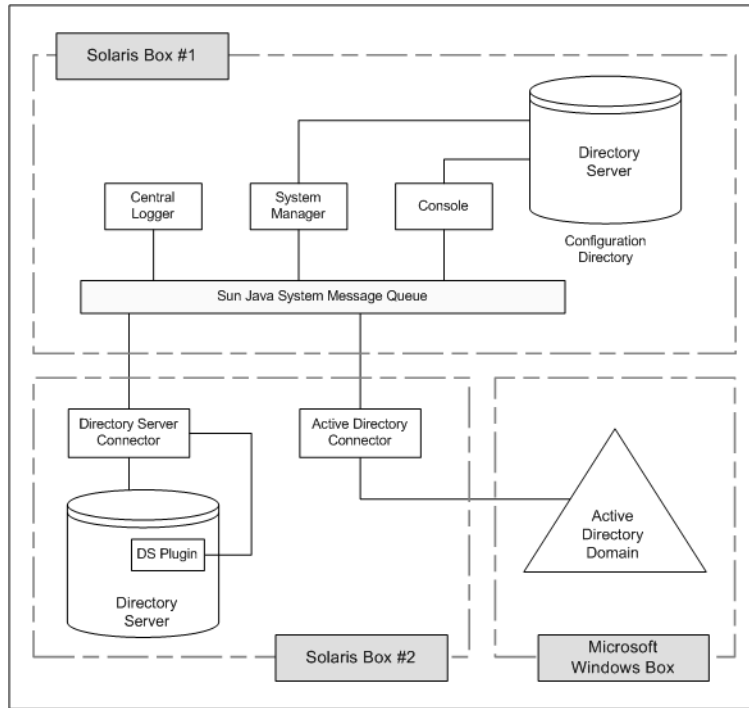 Solaris Box #1
Directory
Server
Central
Logger
System
Manager
Console
Configuration
Directory
Sun Java System Message Queue
Directory Server
Connector
Active Directory
Connector
DS Plugin
Directory
Server
Active
Directory
Domain
Solaris Box #2
Microsoft
Windows Box